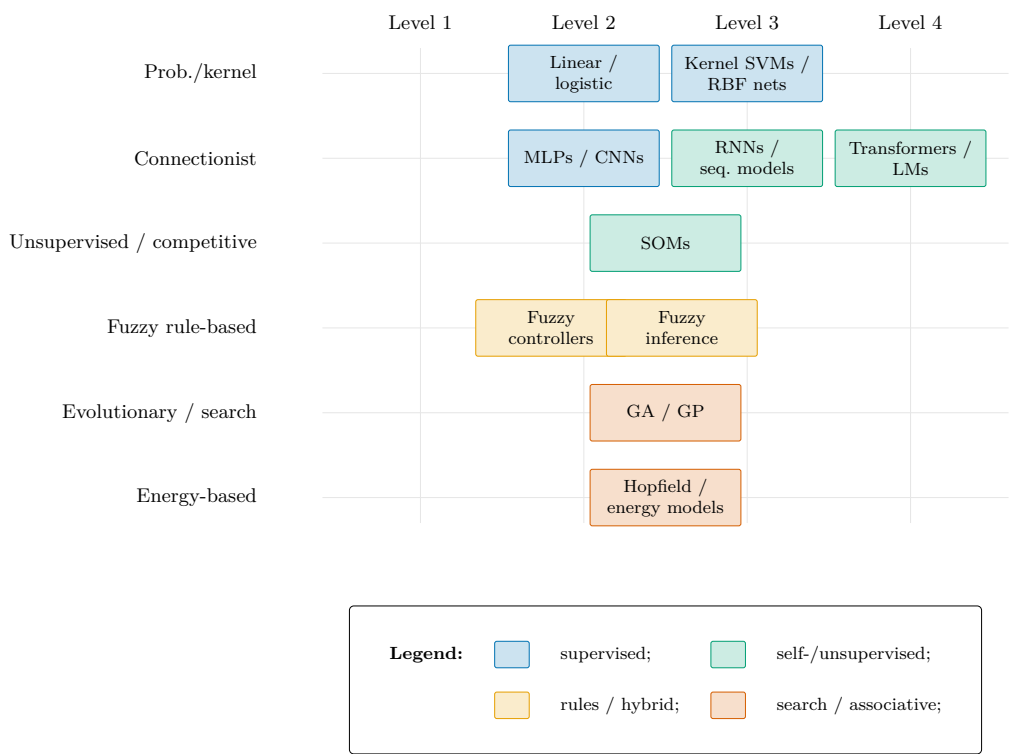 Level 1 Level 2 Level 3 Level 4
Prob./kernel
Linear /
logistic
Kernel SVMs /
RBF nets
Connectionist
MLPs / CNNs
RNNs /
seq. models
Transformers /
LMs
Unsupervised / competitive
SOMs
Fuzzy rule-based
Fuzzy
controllers
Fuzzy
inference
Evolutionary / search
GA / GP
Energy-based
Hopfield /
energy models
Legend: supervised; self-/unsupervised;
rules / hybrid; search / associative;